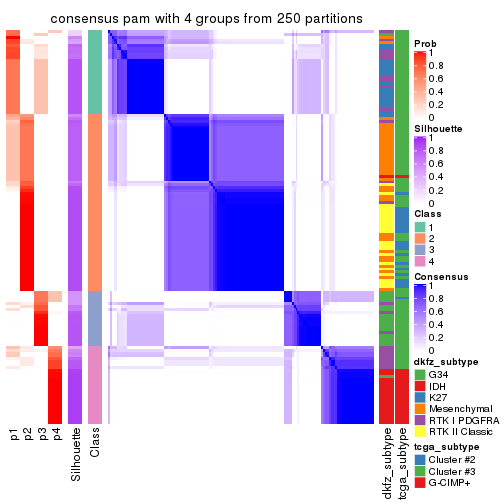 consensus pam with 4 groups from 250 partitions
Prob
1
0.8
0.6
0.4
0.2
0
Silhouette
1
0.8
0.6
0.4
0.2
0
Class
1
2
3
4
Consensus
1
0.8
0.6
0.4
0.2
0
dkfz_subtype
G34
IDH
K27
Mesenchymal
RTK I PDGFRA
RTK II Classic
tcga_subtype
Cluster #2
Cluster #3
G-CIMP+
p1
p2
p3
p4
Silhouette
Class
dkfz_subtype
tcga_subtype